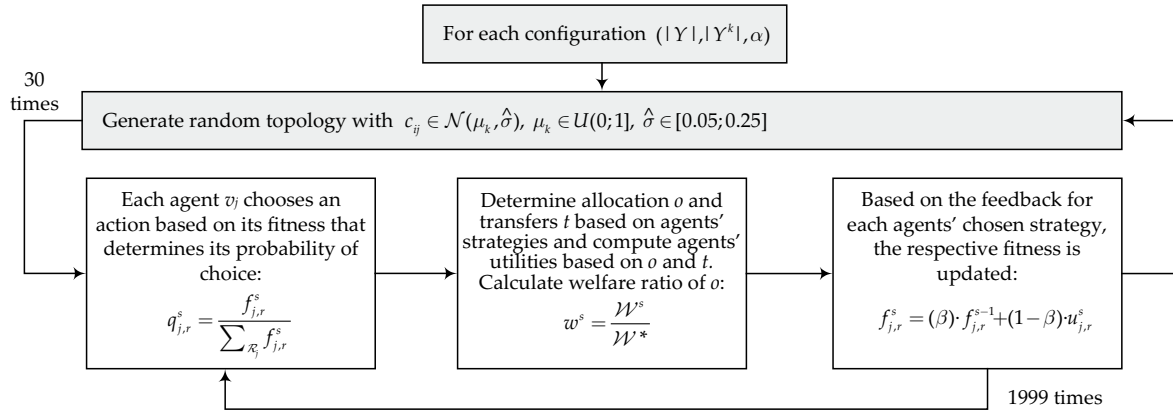 For each configuration (|Y|,|Y^k|,α)
30
times
Generate random topology with c_{ij} ∈ 𝒩(μ_k,σ̂), μ_k ∈ U(0;1], σ̂ ∈ [0.05;0.25]
Each agent v_j chooses an
action based on its fitness that
determines its probability of
choice:
q^s_{j,r} = f^s_{j,r} / ∑_{ℛ_j} f^s_{j,r}
Determine allocation o and
transfers t based on agents'
strategies and compute agents'
utilities based on o and t.
Calculate welfare ratio of o:
w^s = 𝒲^s / 𝒲*
Based on the feedback for
each agents' chosen strategy,
the respective fitness is
updated:
f^s_{j,r} = (β)· f^{s−1}_{j,r}+(1−β)·u^s_{j,r}
1999 times